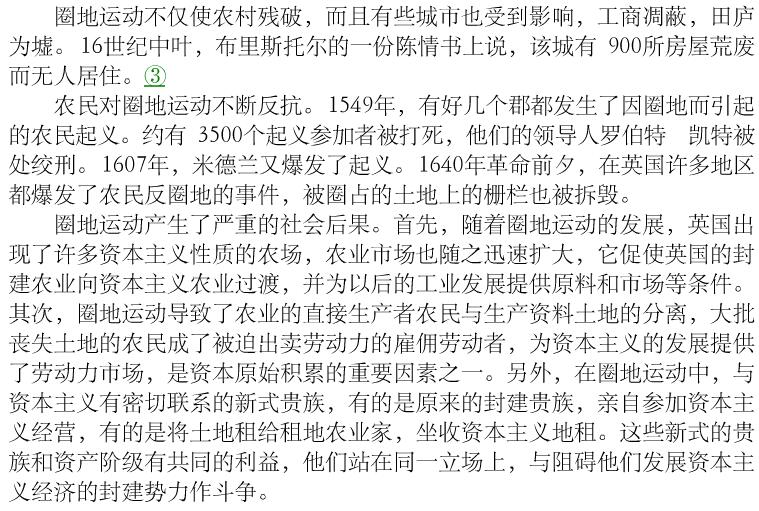 圈地运动不仅使农村残破，而且有些城市也受到影响，工商凋蔽，田庐
为墟。16世纪中叶，布里斯托尔的一份陈情书上说，该城有 900所房屋荒废
而无人居住。③
农民对圈地运动不断反抗。1549年，有好几个郡都发生了因圈地而引起
的农民起义。约有 3500个起义参加者被打死，他们的领导人罗伯特　凯特被
处绞刑。1607年，米德兰又爆发了起义。1640年革命前夕，在英国许多地区
都爆发了农民反圈地的事件，被圈占的土地上的栅栏也被拆毁。
圈地运动产生了严重的社会后果。首先，随着圈地运动的发展，英国出
现了许多资本主义性质的农场，农业市场也随之迅速扩大，它促使英国的封
建农业向资本主义农业过渡，并为以后的工业发展提供原料和市场等条件。
其次，圈地运动导致了农业的直接生产者农民与生产资料土地的分离，大批
丧失土地的农民成了被迫出卖劳动力的雇佣劳动者，为资本主义的发展提供
了劳动力市场，是资本原始积累的重要因素之一。另外，在圈地运动中，与
资本主义有密切联系的新式贵族，有的是原来的封建贵族，亲自参加资本主
义经营，有的是将土地租给租地农业家，坐收资本主义地租。这些新式的贵
族和资产阶级有共同的利益，他们站在同一立场上，与阻碍他们发展资本主
义经济的封建势力作斗争。